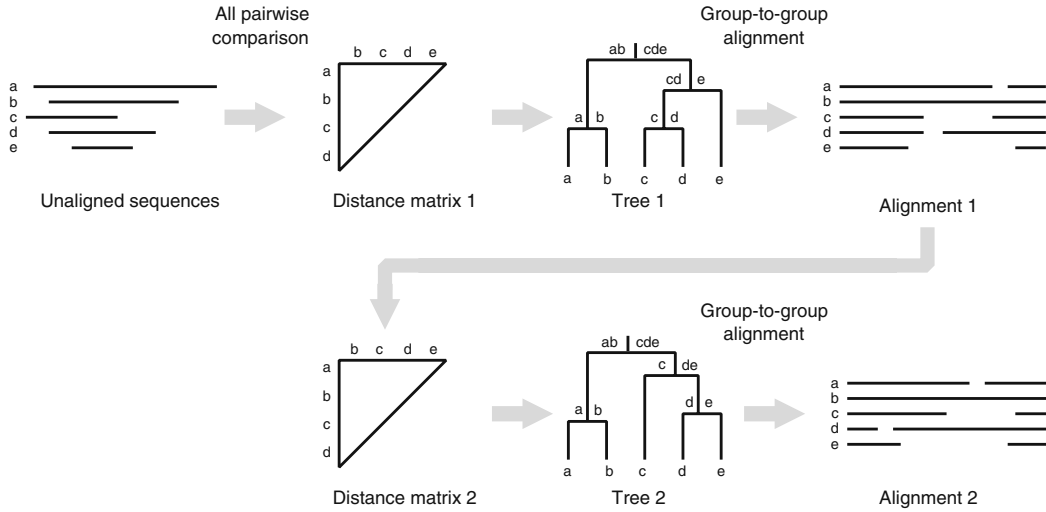 All pairwise
comparison
Group-to-group
alignment
a
b
c
d
e
Unaligned sequences
b c d e
a
b
c
d
Distance matrix 1
ab cde
cd e
a b c d
a b c d e
Tree 1
a
b
c
d
e
Alignment 1
Group-to-group
alignment
b c d e
a
b
c
d
Distance matrix 2
ab cde
c de
a b d e
a b c d e
Tree 2
a
b
c
d
e
Alignment 2